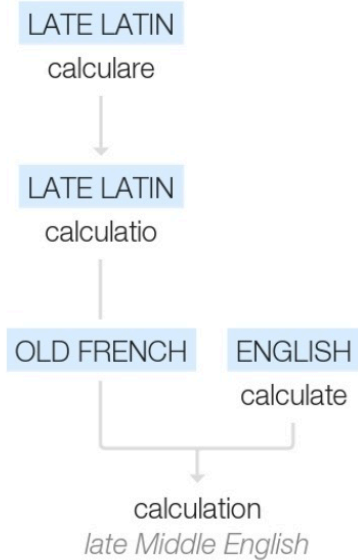 LATE LATIN
calculare
LATE LATIN
calculatio
OLD FRENCH
ENGLISH
calculate
calculation
late Middle English